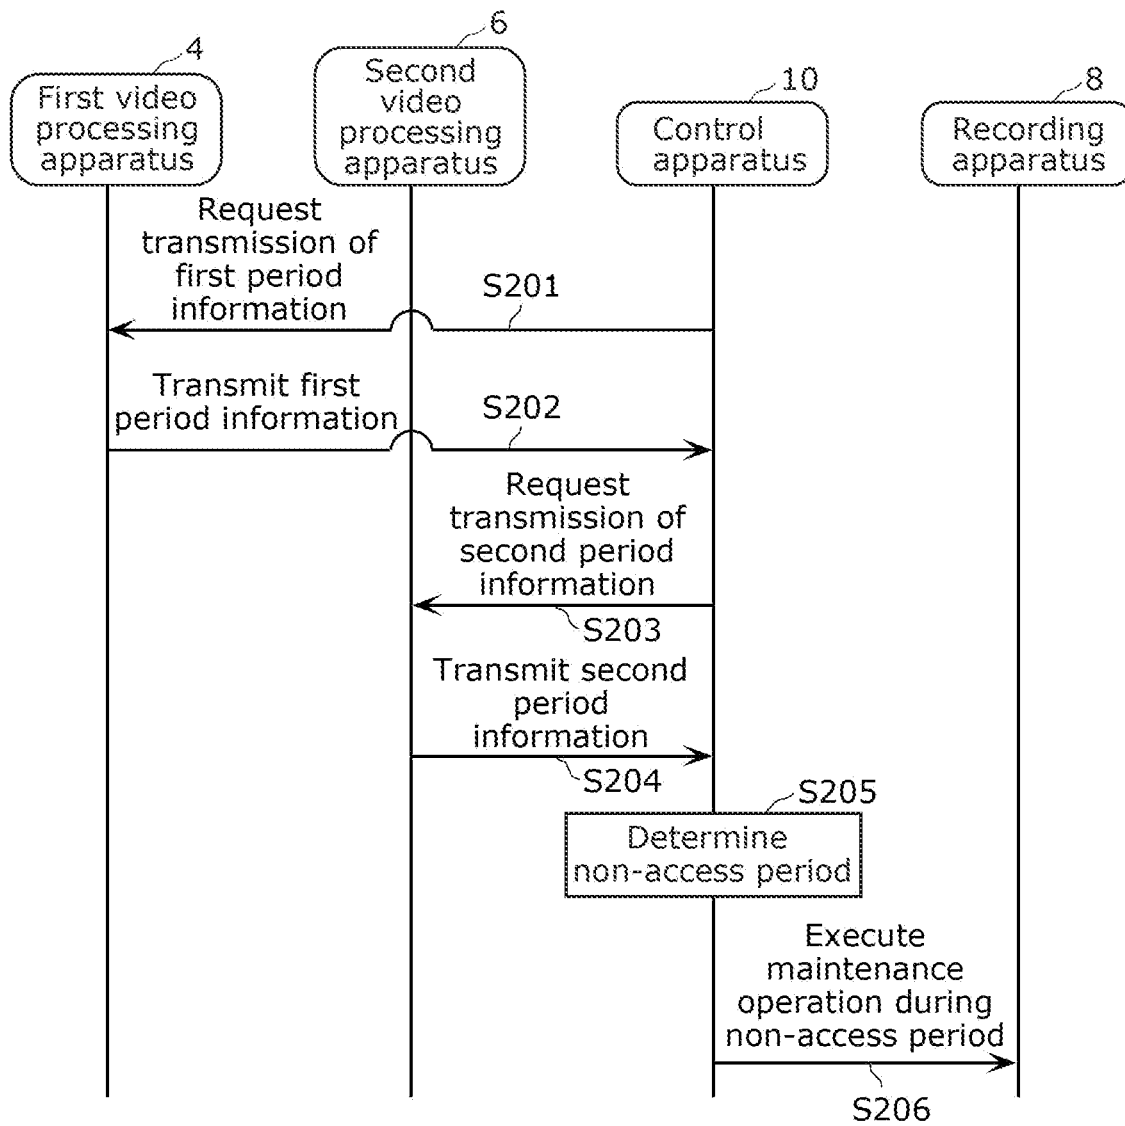 4
First video
processing
apparatus
6
Second
video
processing
apparatus
10
Control
apparatus
8
Recording
apparatus
Request
transmission of
first period
information
S201
Transmit first
period information
S202
Request
transmission of
second period
information
S203
Transmit second
period
information
S204
S205
Determine
non-access period
Execute
maintenance
operation during
non-access period
S206